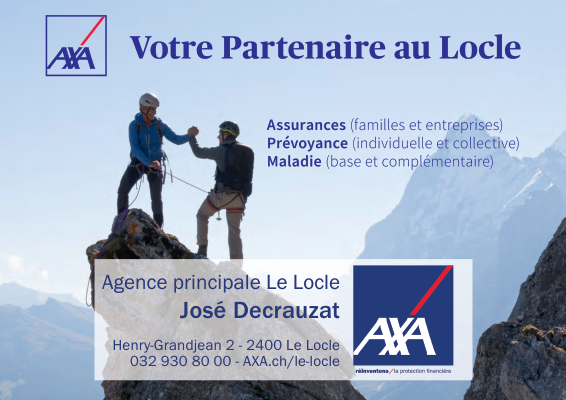 AXA
Votre Partenaire au Locle
Assurances (familles et entreprises)
Prévoyance (individuelle et collective)
Maladie (base et complémentaire)
Agence principale Le Locle
José Decrauzat
Henry-Grandjean 2 - 2400 Le Locle
032 930 80 00 - AXA.ch/le-locle
AXA
réinventons/la protection financière